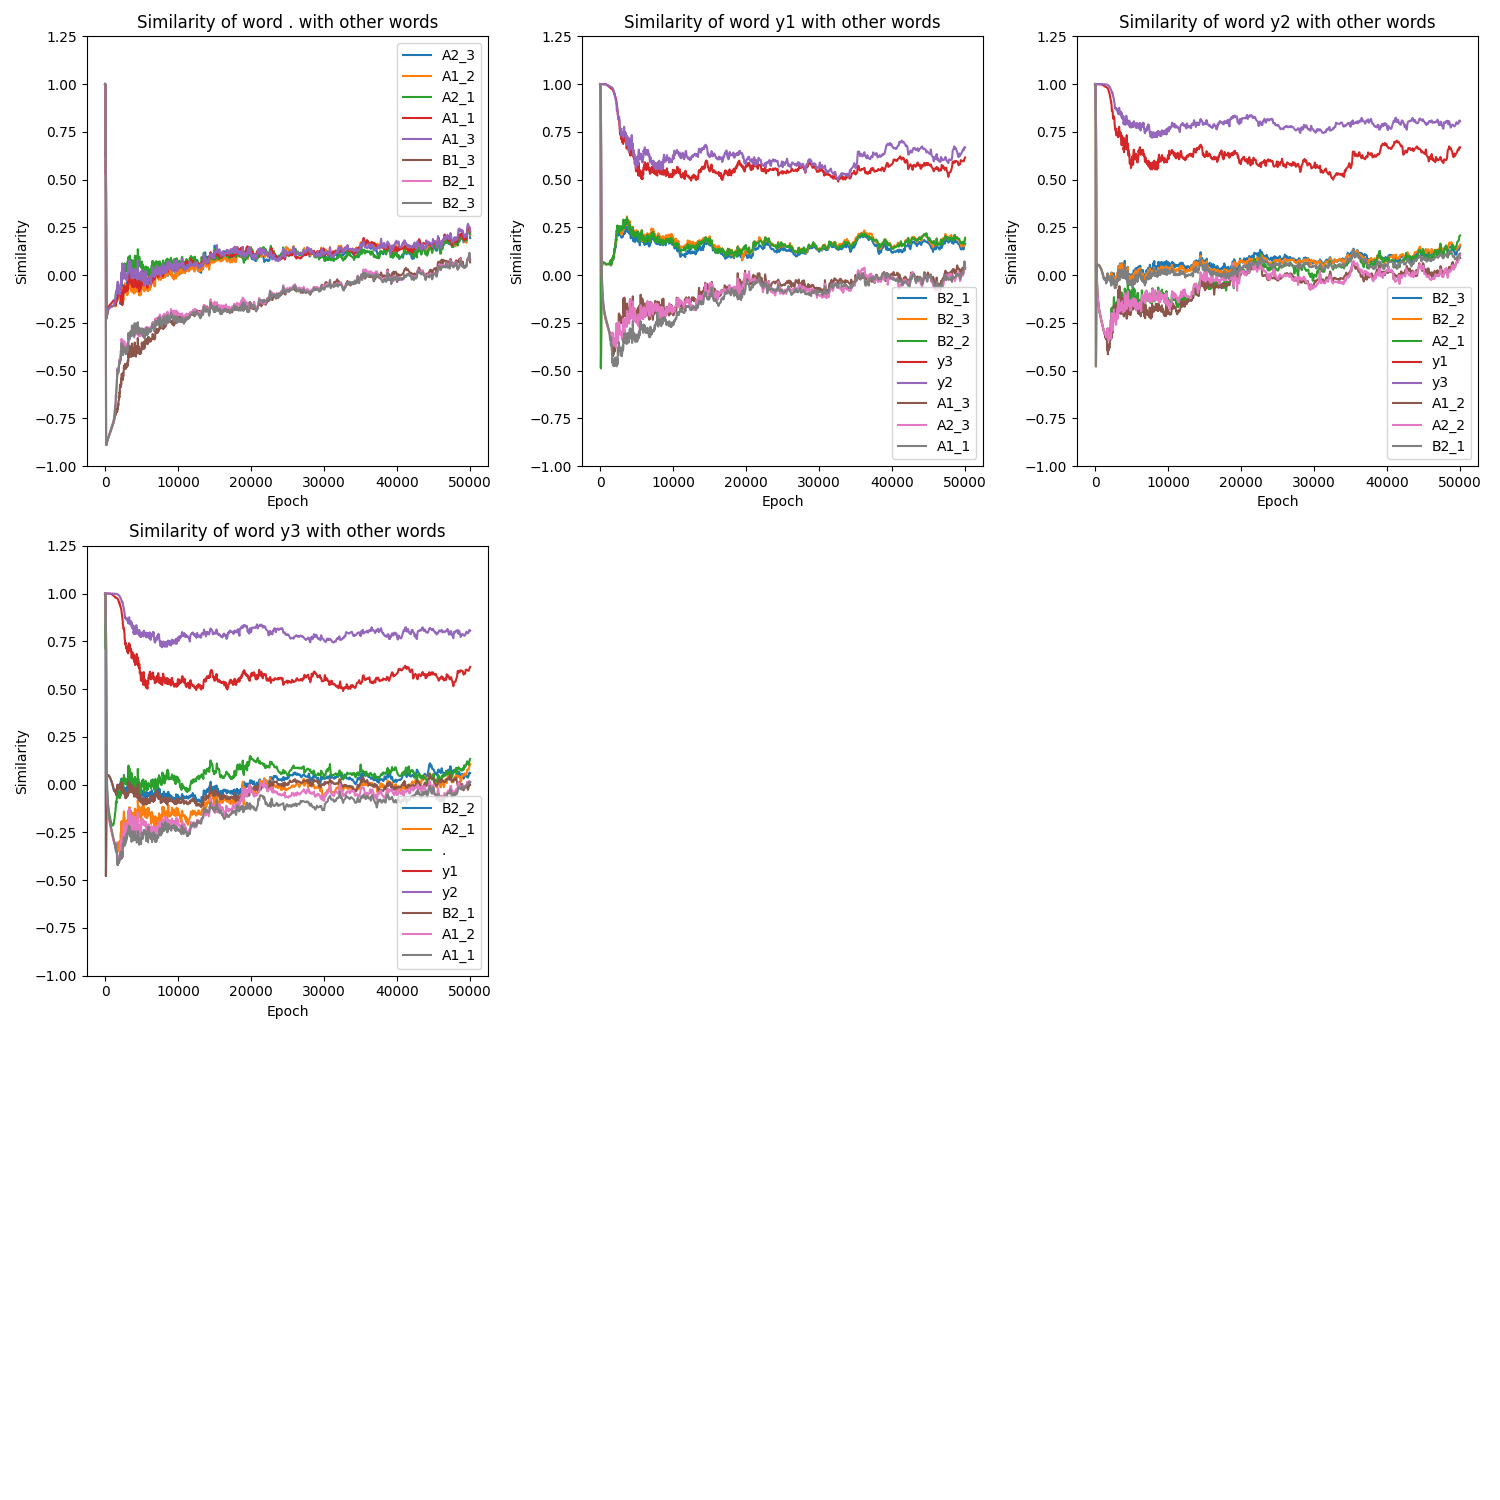 Similarity of word . with other words
1.25
1.00
0.75
0.50
0.25
0.00
−0.25
−0.50
−0.75
−1.00
Similarity
0 10000 20000 30000 40000 50000
Epoch
A2_3
A1_2
A2_1
A1_1
A1_3
B1_3
B2_1
B2_3
Similarity of word y1 with other words
1.25
1.00
0.75
0.50
0.25
0.00
−0.25
−0.50
−0.75
−1.00
Similarity
0 10000 20000 30000 40000 50000
Epoch
B2_1
B2_3
B2_2
y3
y2
A1_3
A2_3
A1_1
Similarity of word y2 with other words
1.25
1.00
0.75
0.50
0.25
0.00
−0.25
−0.50
−0.75
−1.00
Similarity
0 10000 20000 30000 40000 50000
Epoch
B2_3
B2_2
A2_1
y1
y3
A1_2
A2_2
B2_1
Similarity of word y3 with other words
1.25
1.00
0.75
0.50
0.25
0.00
−0.25
−0.50
−0.75
−1.00
Similarity
0 10000 20000 30000 40000 50000
Epoch
B2_2
A2_1
.
y1
y2
B2_1
A1_2
A1_1